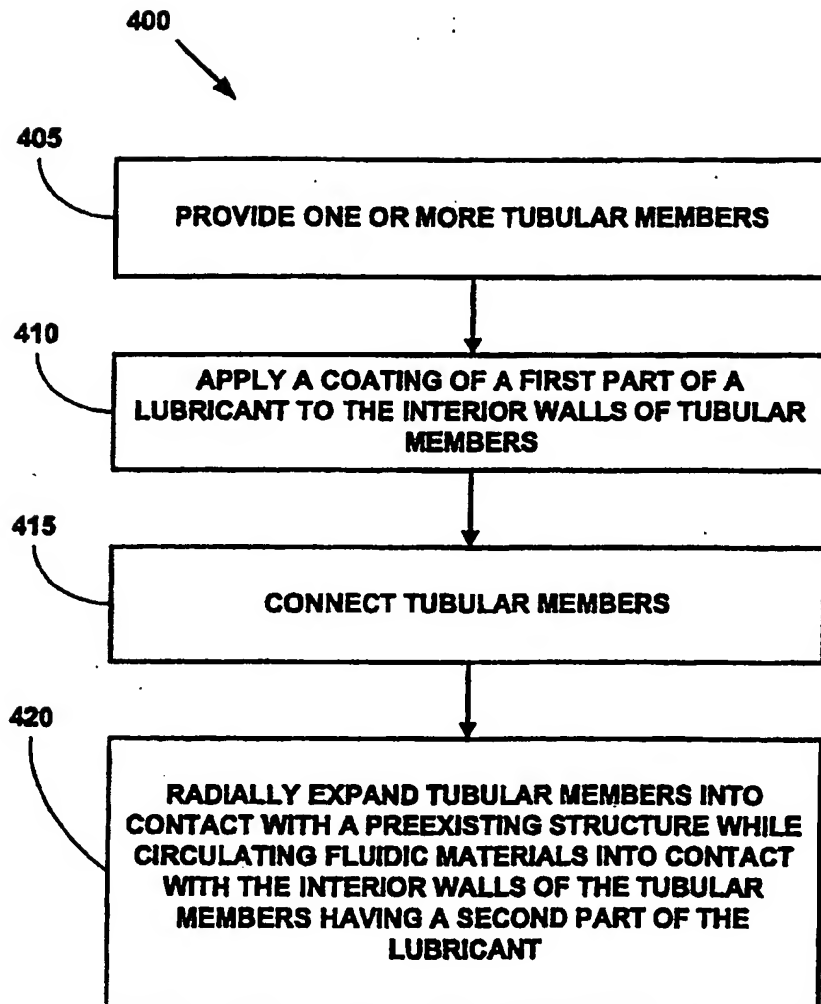 400
405
PROVIDE ONE OR MORE TUBULAR MEMBERS
410
APPLY A COATING OF A FIRST PART OF A
LUBRICANT TO THE INTERIOR WALLS OF TUBULAR
MEMBERS
415
CONNECT TUBULAR MEMBERS
420
RADIALLY EXPAND TUBULAR MEMBERS INTO
CONTACT WITH A PREEXISTING STRUCTURE WHILE
CIRCULATING FLUIDIC MATERIALS INTO CONTACT
WITH THE INTERIOR WALLS OF THE TUBULAR
MEMBERS HAVING A SECOND PART OF THE
LUBRICANT